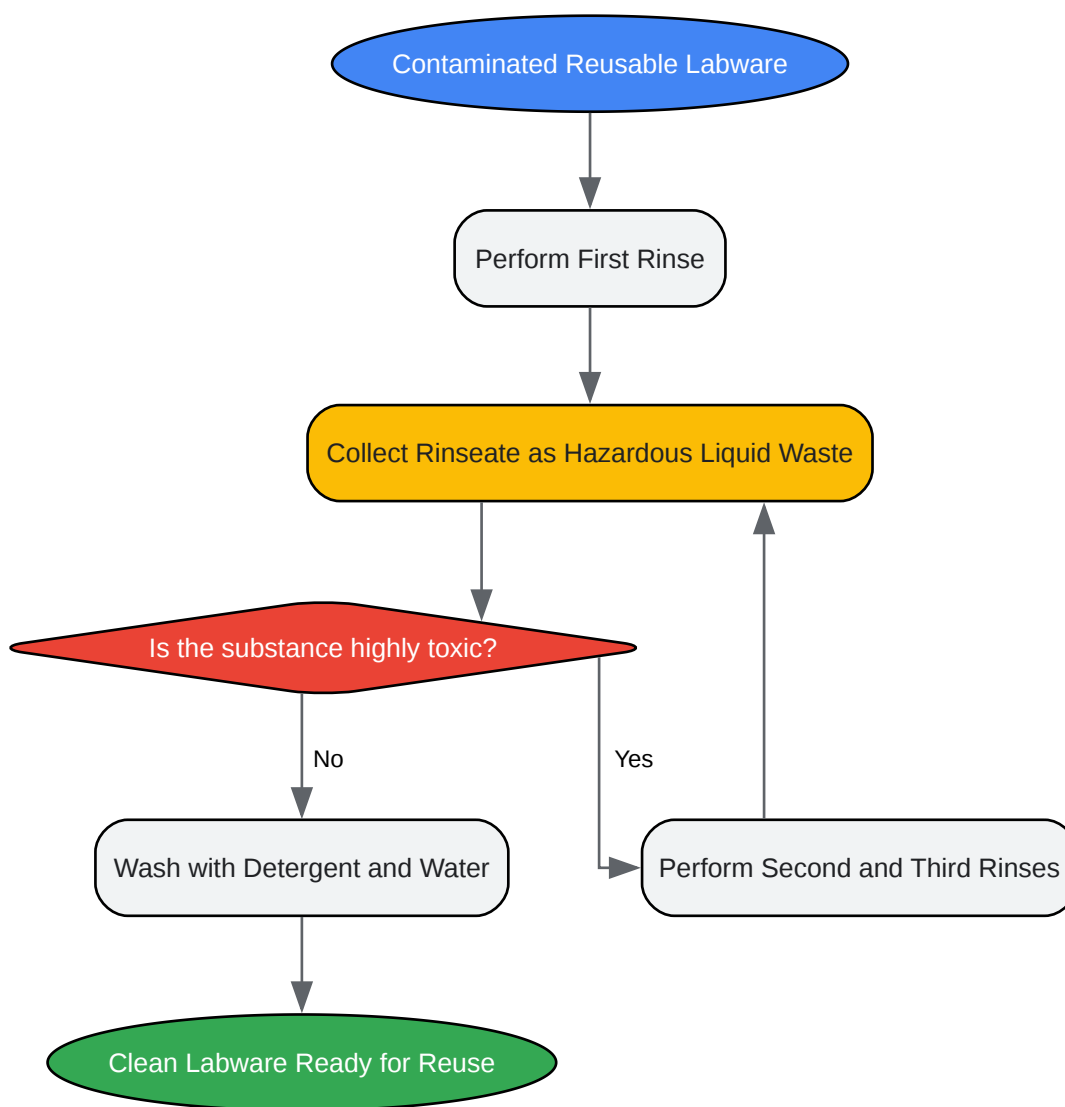 Contaminated Reusable Labware
Perform First Rinse
Collect Rinseate as Hazardous Liquid Waste
Is the substance highly toxic?
No
Yes
Wash with Detergent and Water
Perform Second and Third Rinses
Clean Labware Ready for Reuse